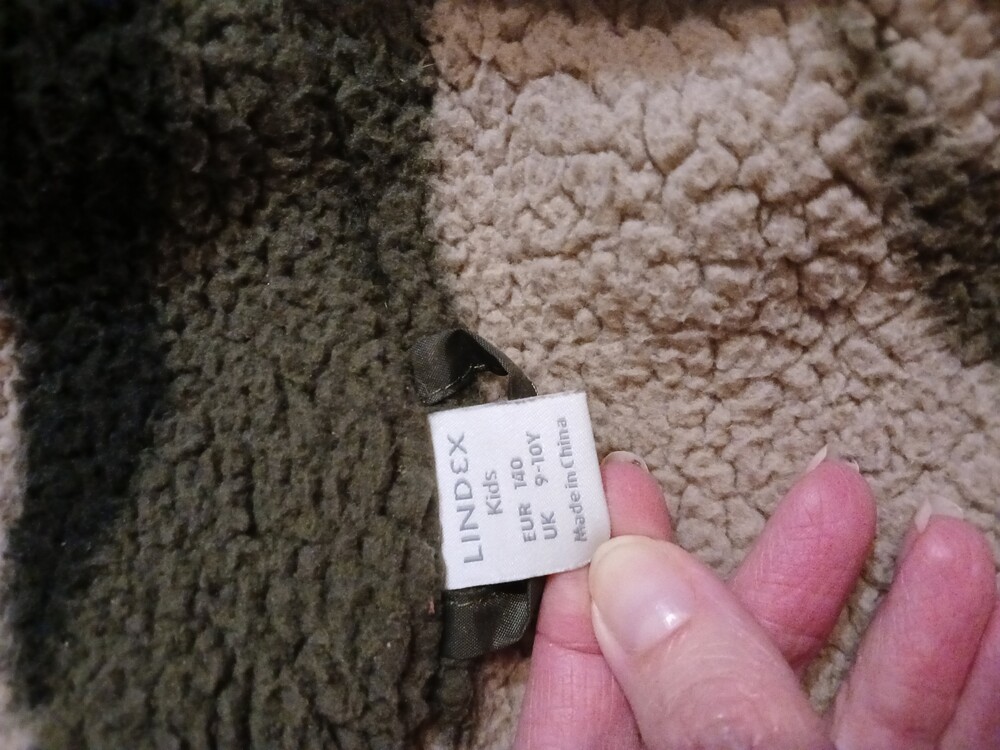 LINDEX
Kids
EUR 140
UK 9-10Y
Made in China